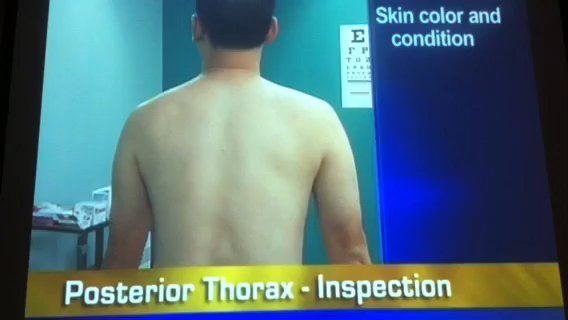 Skin color and
condition
E
F P
T O Z
Posterior Thorax - Inspection